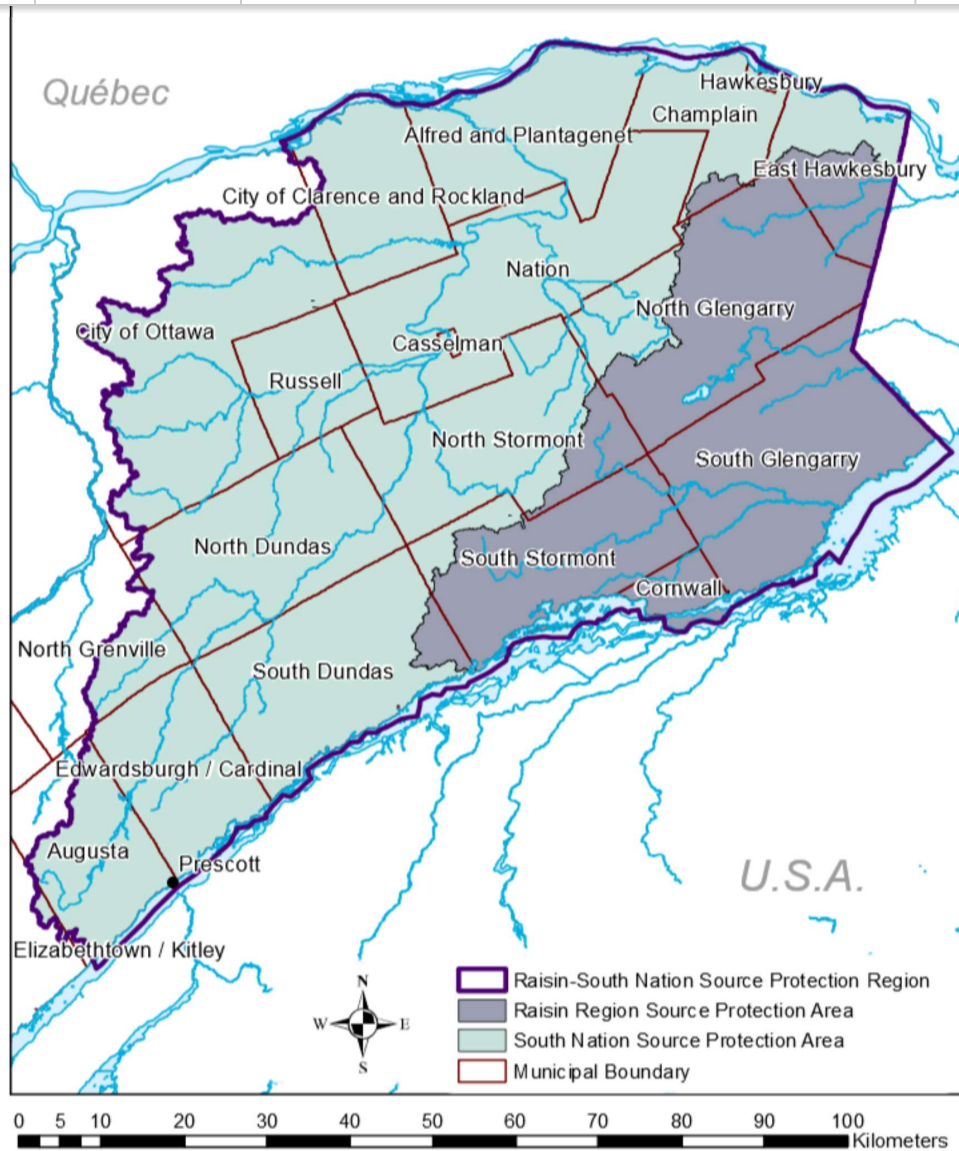 Québec
Hawkesbury
Champlain
Alfred and Plantagenet
East Hawkesbury
City of Clarence and Rockland
Nation
North Glengarry
City of Ottawa
Casselman
Russell
North Stormont
South Glengarry
North Dundas
South Stormont
Cornwall
North Grenville
South Dundas
Edwardsburgh / Cardinal
Augusta
Prescott
U.S.A.
Elizabethtown / Kitley
N
W E
S
Raisin-South Nation Source Protection Region
Raisin Region Source Protection Area
South Nation Source Protection Area
Municipal Boundary
0 5 10 20 30 40 50 60 70 80 90 100
Kilometers